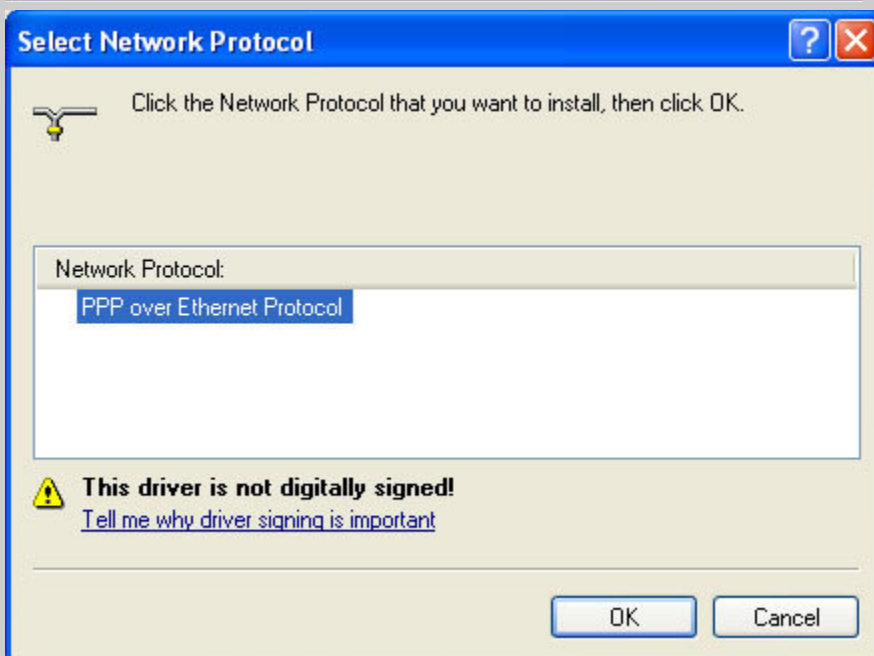 Select Network Protocol
Click the Network Protocol that you want to install, then click OK.
Network Protocol:
PPP over Ethernet Protocol
This driver is not digitally signed!
Tell me why driver signing is important
OK Cancel